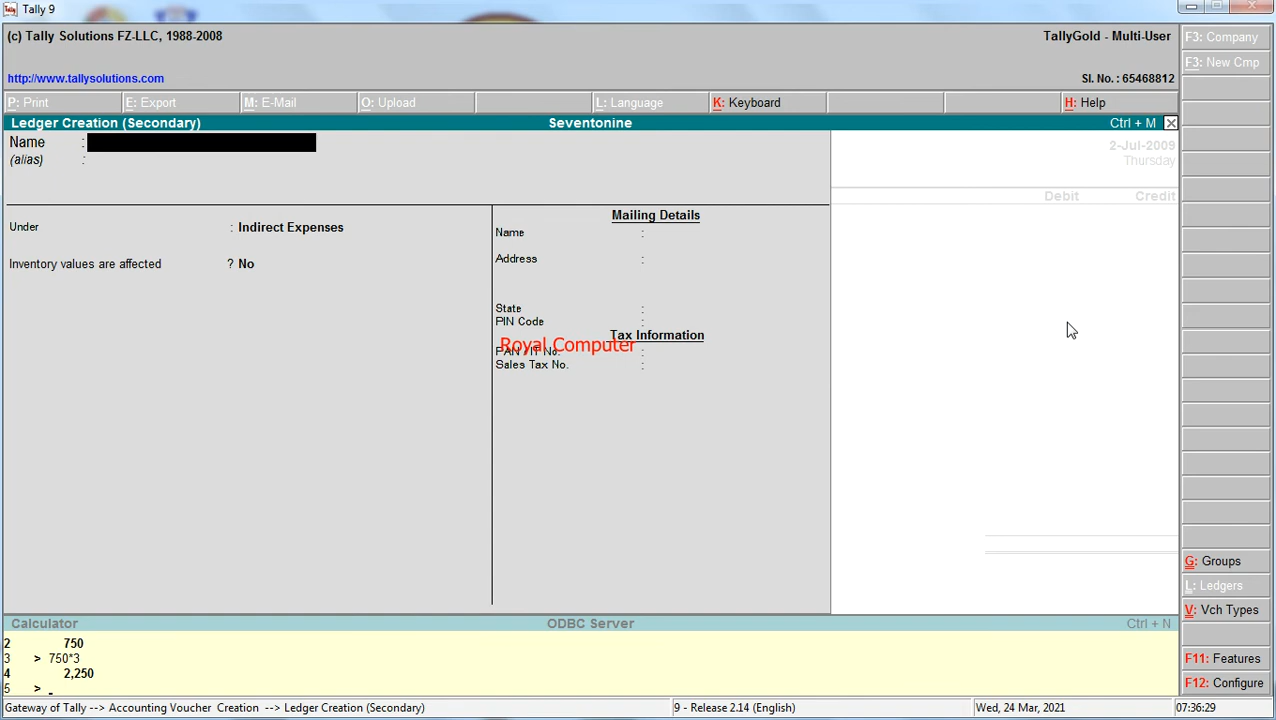 Tally 9
(c) Tally Solutions FZ-LLC, 1988-2008
TallyGold - Multi-User
F3: Company
http://www.tallysolutions.com
Sl. No. : 65468812
F3: New Cmp
P: Print
E: Export
M: E-Mail
O: Upload
L: Language
K: Keyboard
H: Help
Ledger Creation (Secondary)
Seventonine
Ctrl + M
Name :
(alias) :
2-Jul-2009
Thursday
Debit
Credit
Under : Indirect Expenses
Inventory values are affected ? No
Mailing Details
Name :
Address :
State :
PIN Code :
Tax Information
Royal Computer
PAN / IT No. :
Sales Tax No. :
G: Groups
L: Ledgers
V: Vch Types
F11: Features
F12: Configure
Calculator
ODBC Server
Ctrl + N
2 750
3 > 750*3
4 2,250
5 > _
Gateway of Tally --> Accounting Voucher Creation --> Ledger Creation (Secondary)
9 - Release 2.14 (English)
Wed, 24 Mar, 2021
07:36:29